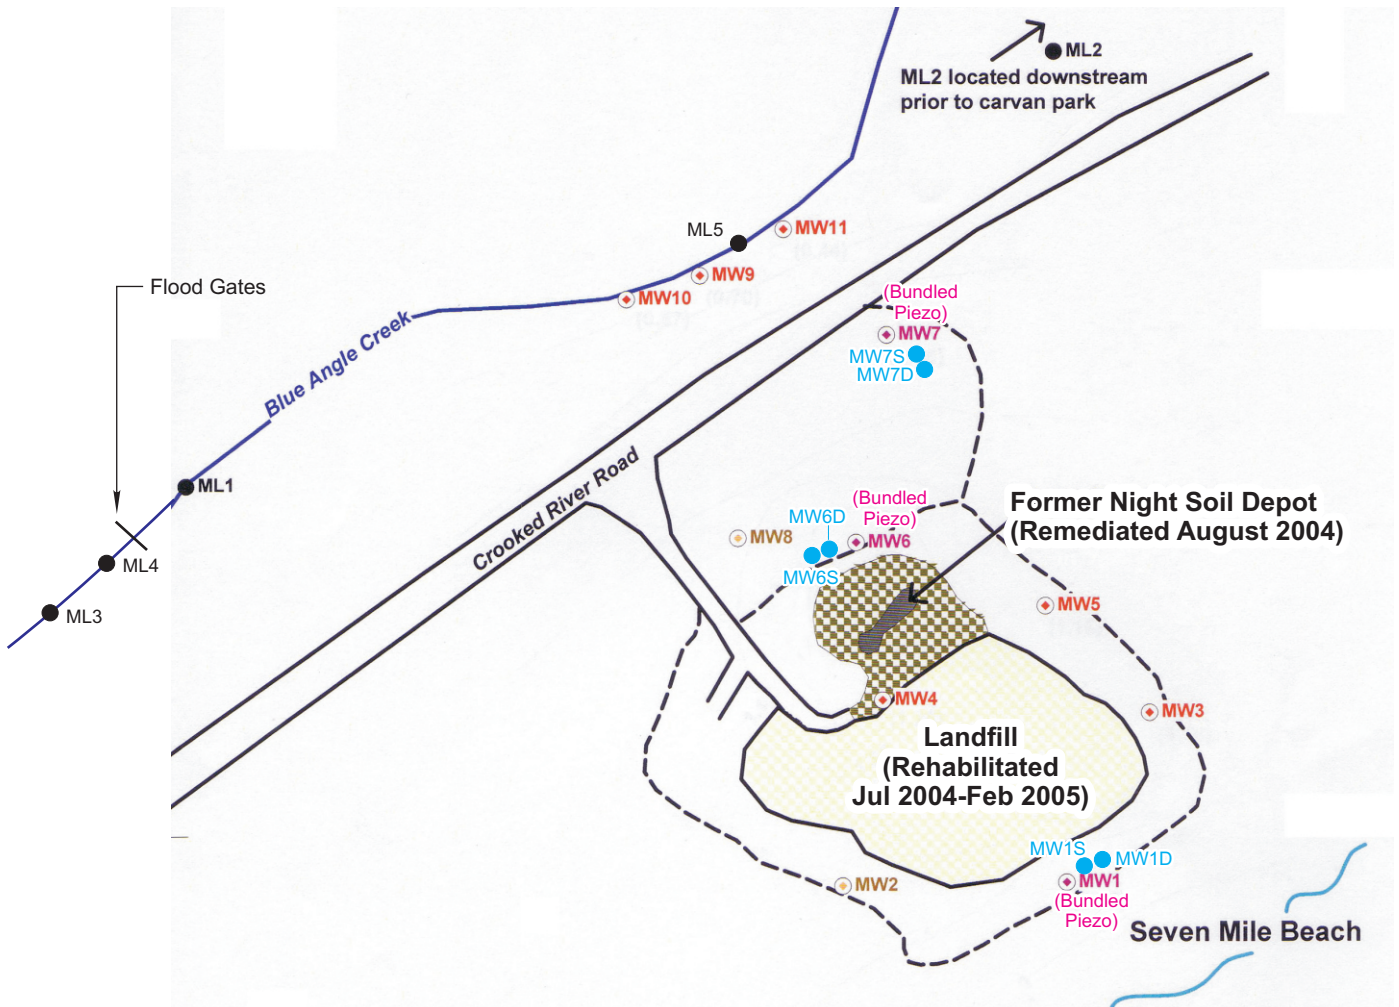 ML2
ML2 located downstream
prior to carvan park
ML5
MW11
MW9
MW10
Flood Gates
(Bundled
Piezo)
MW7
MW7S
MW7D
Blue Angle Creek
ML1
Crooked River Road
(Bundled
Piezo)
MW6D
MW8
MW6
MW6S
Former Night Soil Depot
(Remediated August 2004)
ML4
ML3
MW5
MW4
MW3
Landfill
(Rehabilitated
Jul 2004-Feb 2005)
MW1S
MW1D
MW2
MW1
(Bundled
Piezo)
Seven Mile Beach